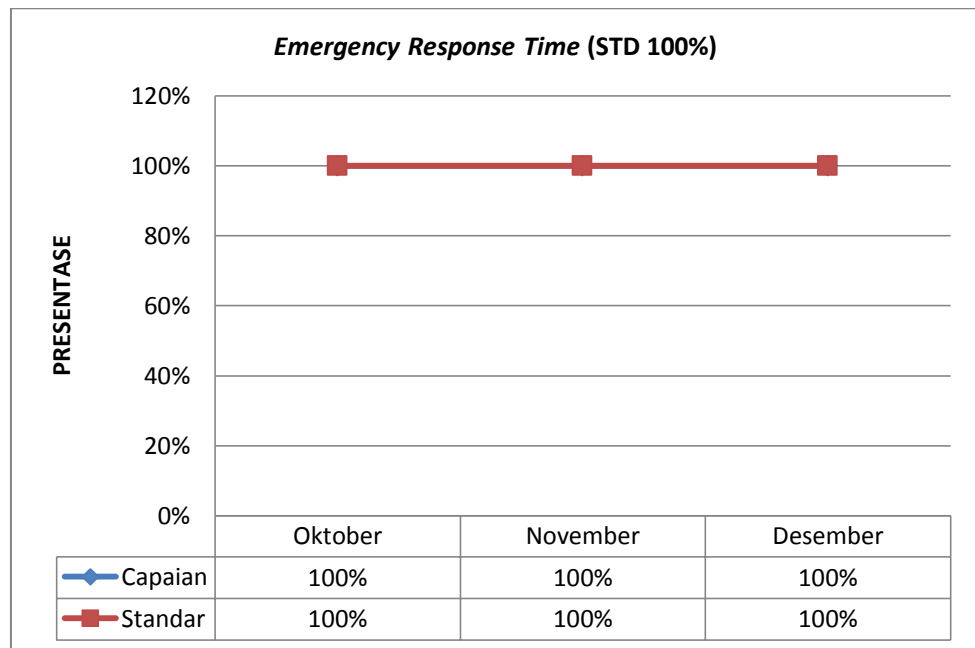 Emergency Response Time (STD 100%)
120%
100%
80%
60%
40%
20%
0%
PRESENTASE
Oktober November Desember
Capaian 100% 100% 100%
Standar 100% 100% 100%